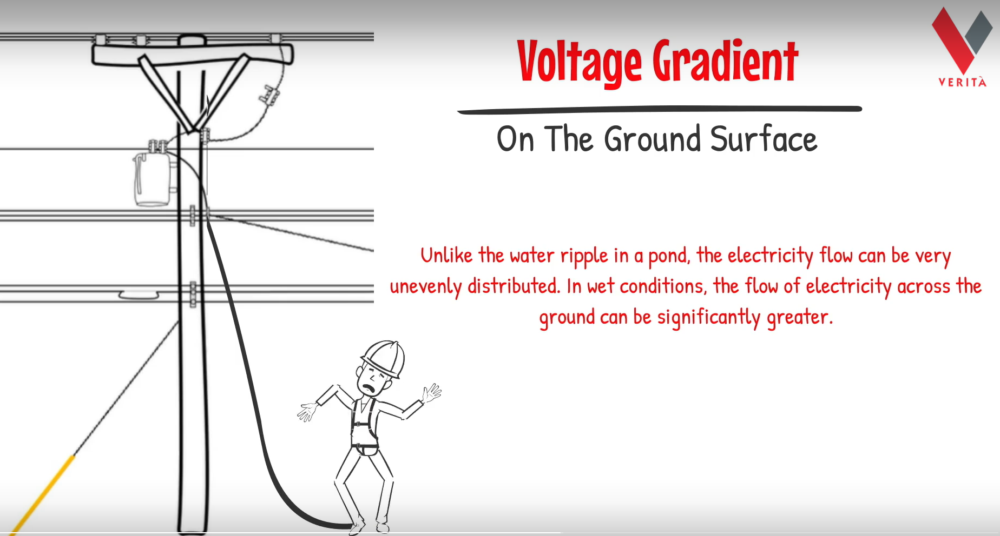 Voltage Gradient
VERITÀ
On The Ground Surface
Unlike the water ripple in a pond, the electricity flow can be very
unevenly distributed. In wet conditions, the flow of electricity across the
ground can be significantly greater.